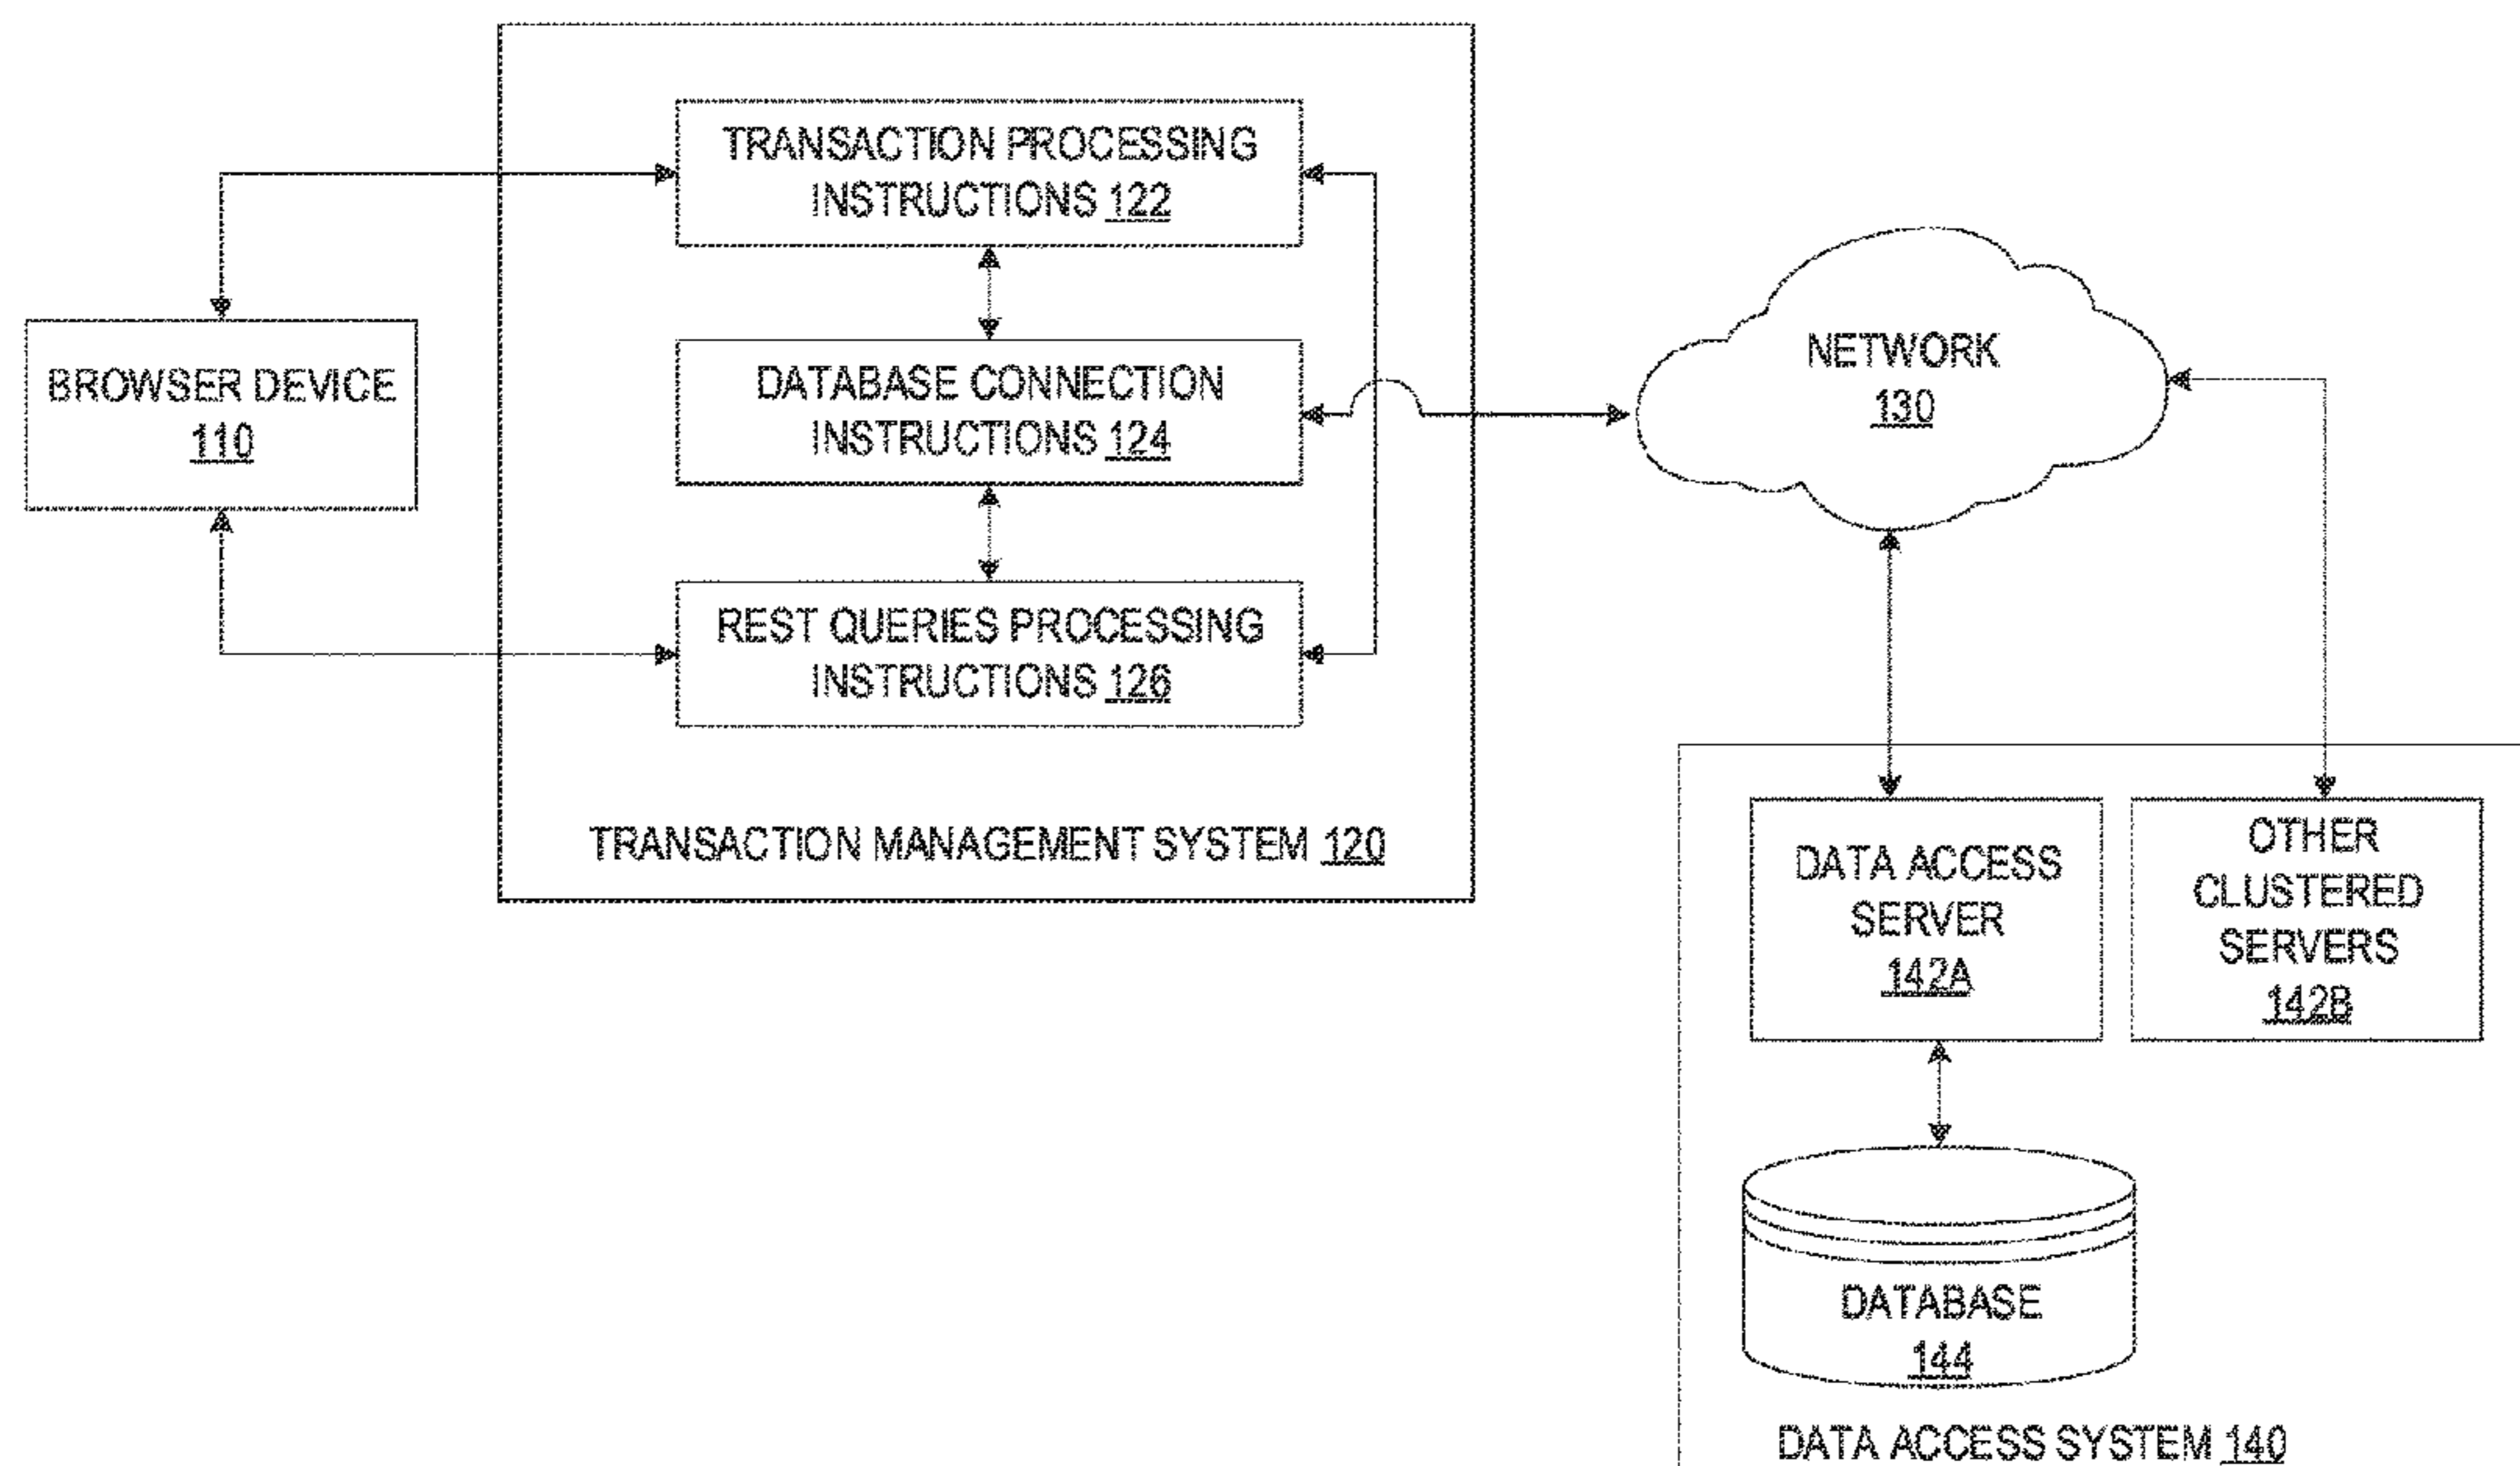 TRANSACTION PROCESSING
INSTRUCTIONS 122
BROWSER DEVICE
110
DATABASE CONNECTION
INSTRUCTIONS 124
REST QUERIES PROCESSING
INSTRUCTIONS 126
TRANSACTION MANAGEMENT SYSTEM 120
NETWORK
130
DATA ACCESS
SERVER
142A
OTHER
CLUSTERED
SERVERS
142B
DATABASE
144
DATA ACCESS SYSTEM 140